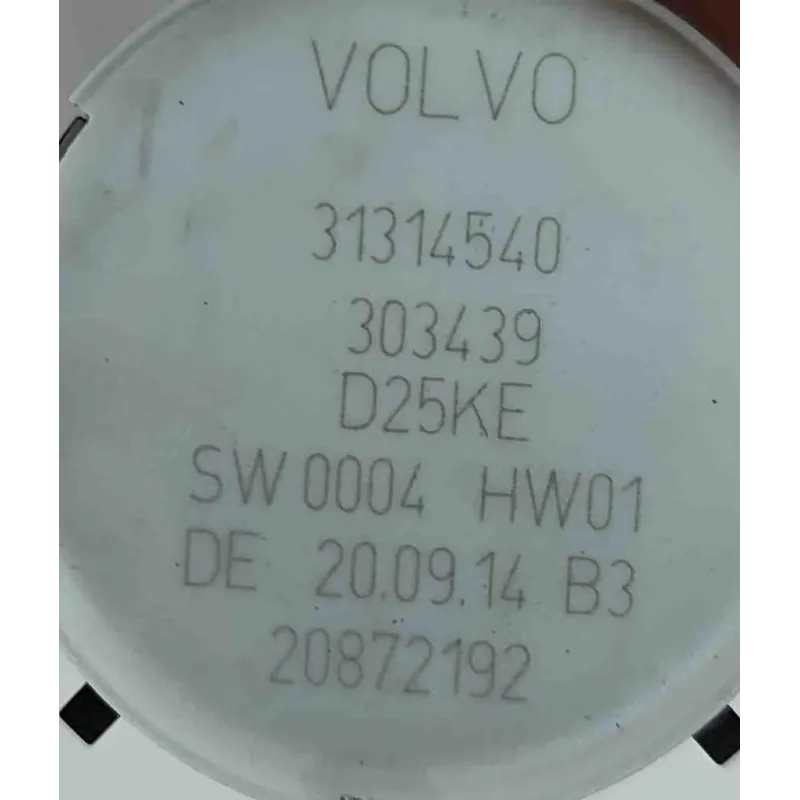 VOLVO
31314540
303439
D25KE
SW 0004 HW01
DE 20.09.14 B3
20872192